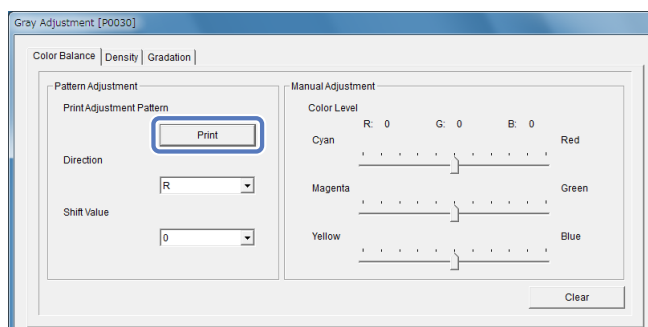 Gray Adjustment [P0030]
Color Balance Density Gradation
Pattern Adjustment
Print Adjustment Pattern
Print
Direction
R
Shift Value
0
Manual Adjustment
Color Level
R: 0 G: 0 B: 0
Cyan Red
Magenta Green
Yellow Blue
Clear